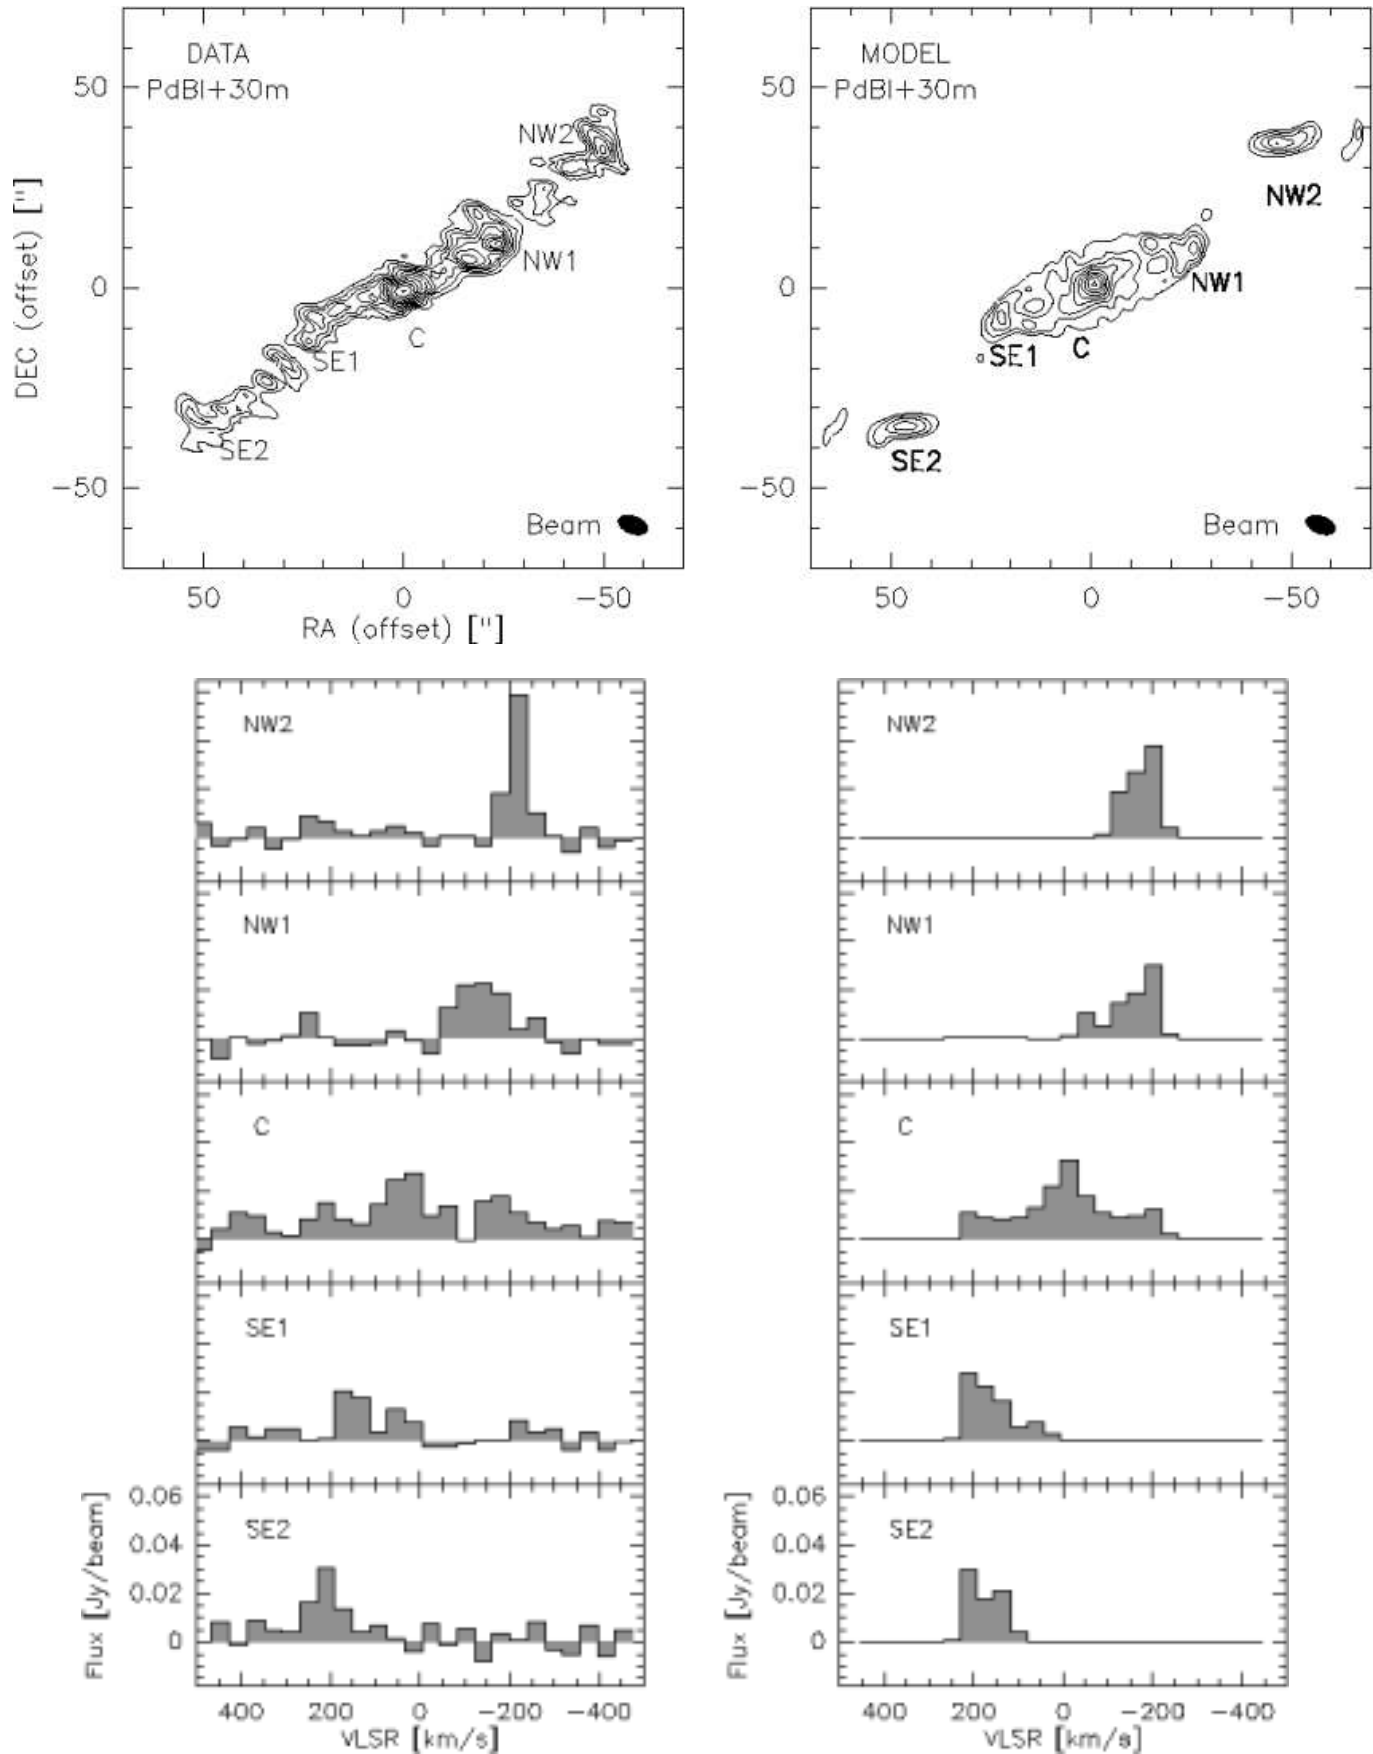 DATA
PdBI+30m
NW2
NW1
C
SE1
SE2
Beam
50
0
−50
DEC (offset) ["]
50
0
−50
RA (offset) ["]
MODEL
PdBI+30m
NW2
NW1
C
SE1
SE2
Beam
50
0
−50
50
0
−50
NW2
NW1
C
SE1
SE2
0.06
0.04
0.02
0
Flux [Jy/beam]
400
200
0
−200
−400
VLSR [km/s]
NW2
NW1
C
SE1
SE2
0.06
0.04
0.02
0
Flux [Jy/beam]
400
200
0
−200
−400
VLSR [km/s]